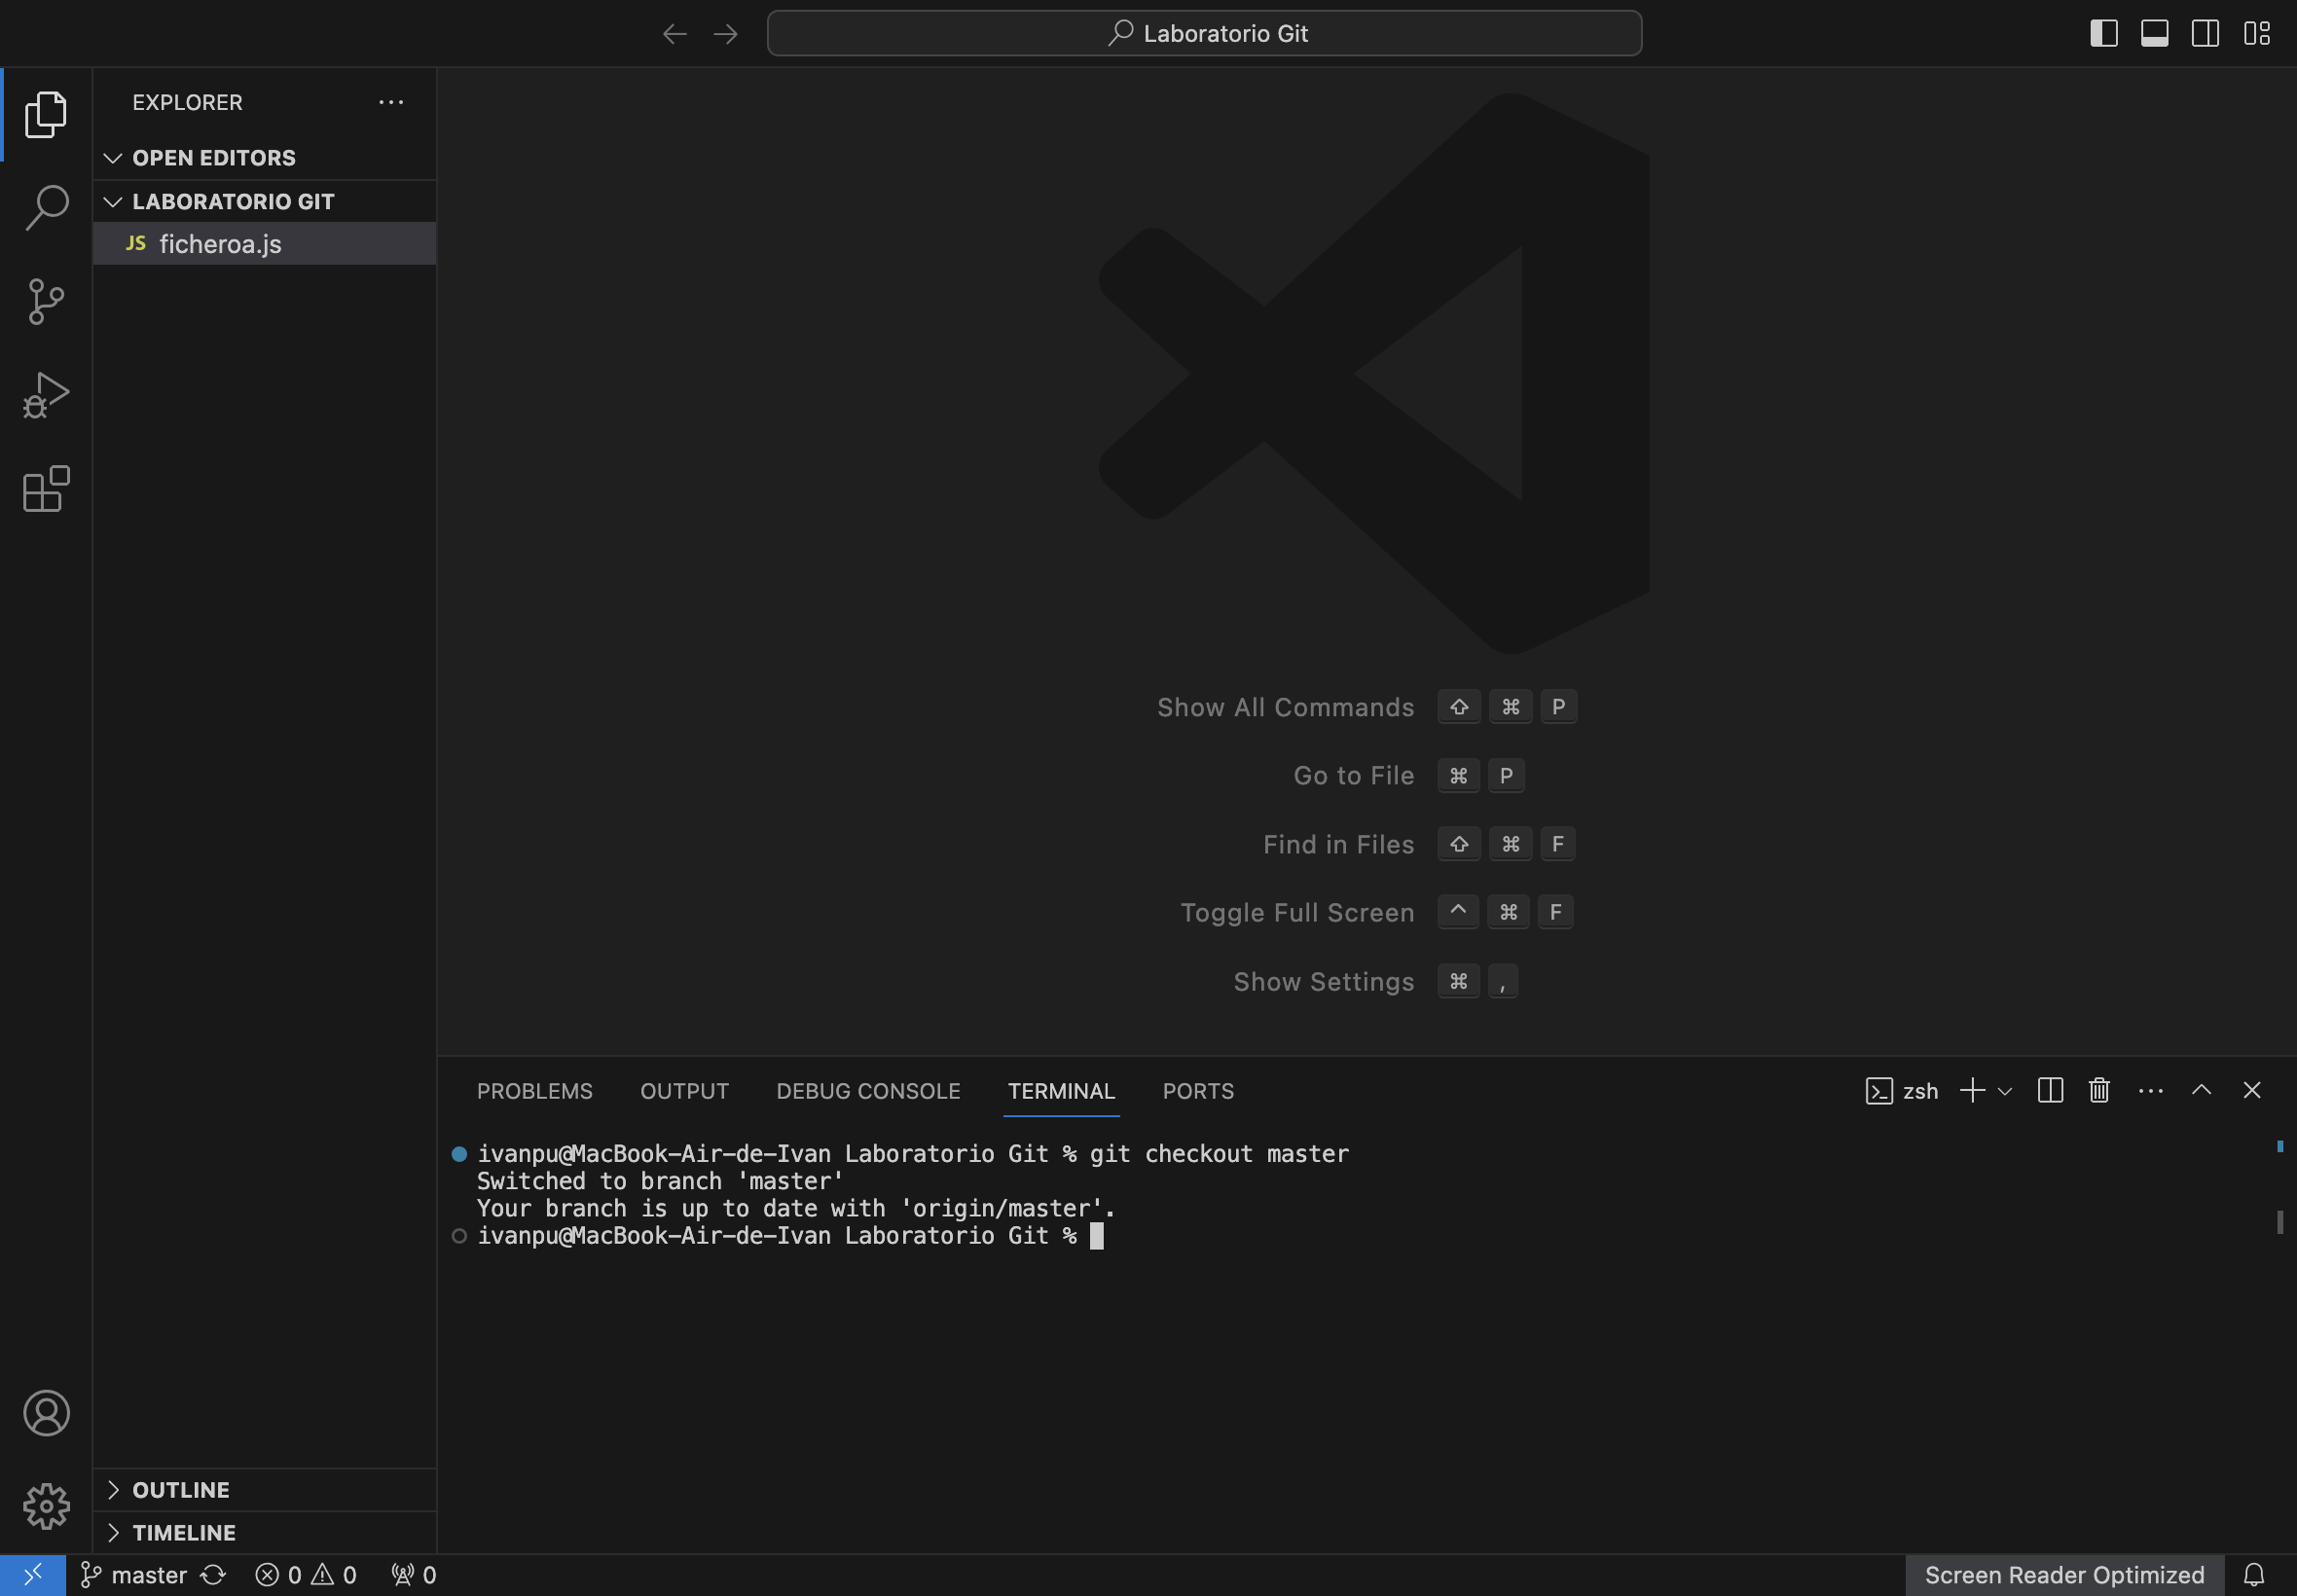 Laboratorio Git
EXPLORER
OPEN EDITORS
LABORATORIO GIT
JS ficheroa.js
Show All Commands ⇧ ⌘ P
Go to File ⌘ P
Find in Files ⇧ ⌘ F
Toggle Full Screen ^ ⌘ F
Show Settings ⌘ ,
PROBLEMS OUTPUT DEBUG CONSOLE TERMINAL PORTS zsh
ivanpu@MacBook-Air-de-Ivan Laboratorio Git % git checkout master
Switched to branch 'master'
Your branch is up to date with 'origin/master'.
ivanpu@MacBook-Air-de-Ivan Laboratorio Git %
OUTLINE
TIMELINE
master 0 0 0 Screen Reader Optimized